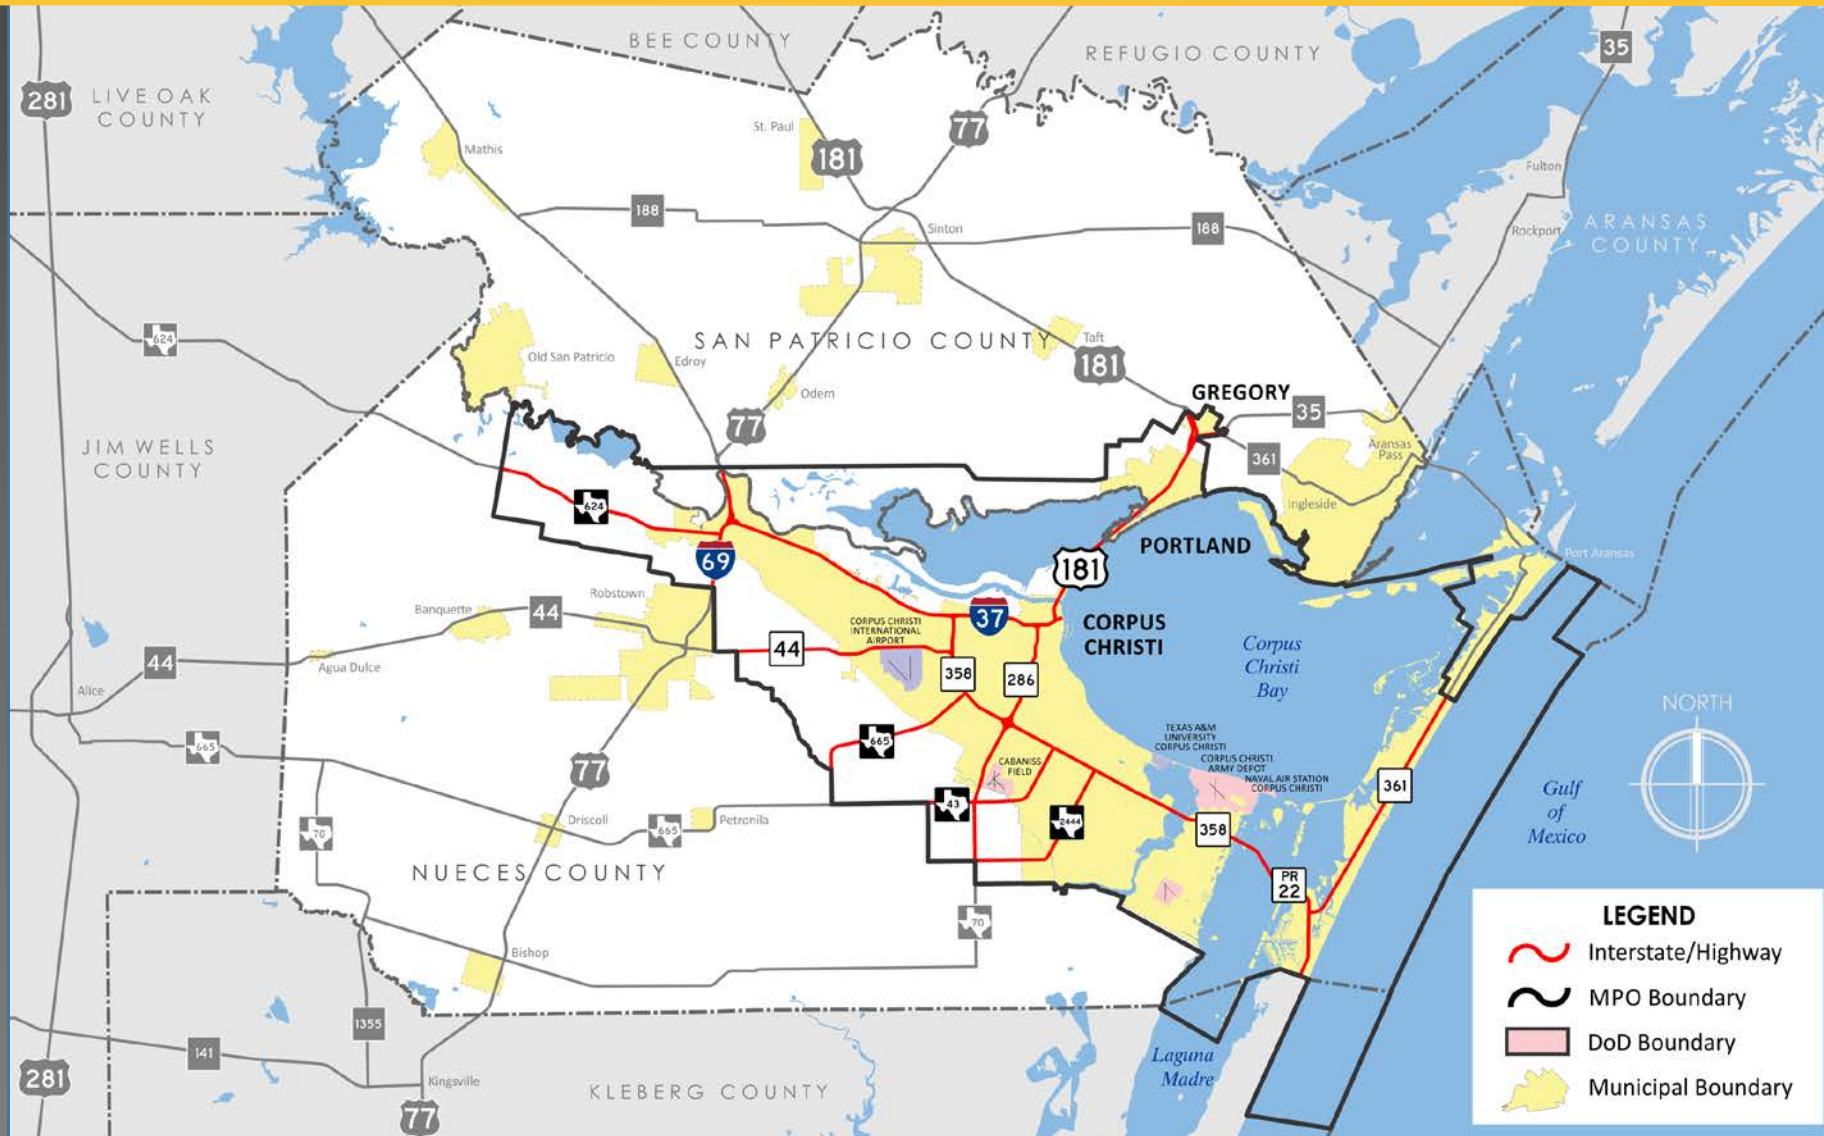 BEE COUNTY
REFUGIO COUNTY
35
281
LIVE OAK
COUNTY
St. Paul
77
181
Mathis
Fulton
188
Sinton
188
Rockport
ARANSAS
COUNTY
624
SAN PATRICIO COUNTY
Taft
Old San Patricio
Edroy
181
Odem
GREGORY
35
77
JIM WELLS
COUNTY
Aransas
Pass
361
624
Ingleside
PORTLAND
69
181
Port Aransas
Robstown
Banquette
44
37
CORPUS CHRISTI
INTERNATIONAL
AIRPORT
CORPUS
CHRISTI
44
44
Agua Dulce
Corpus
Christi
Bay
358
286
Alice
NORTH
665
665
TEXAS A&M
UNIVERSITY
CORPUS CHRISTI
CORPUS CHRISTI
ARMY DEPOT
NAVAL AIR STATION
CORPUS CHRISTI
CABANISS
FIELD
77
361
Gulf
of
Mexico
43
2444
70
Driscoll
665
Petronila
358
NUECES COUNTY
PR
22
70
Bishop
LEGEND
Interstate/Highway
MPO Boundary
DoD Boundary
Municipal Boundary
1355
141
Laguna
Madre
281
Kingsville
KLEBERG COUNTY
77